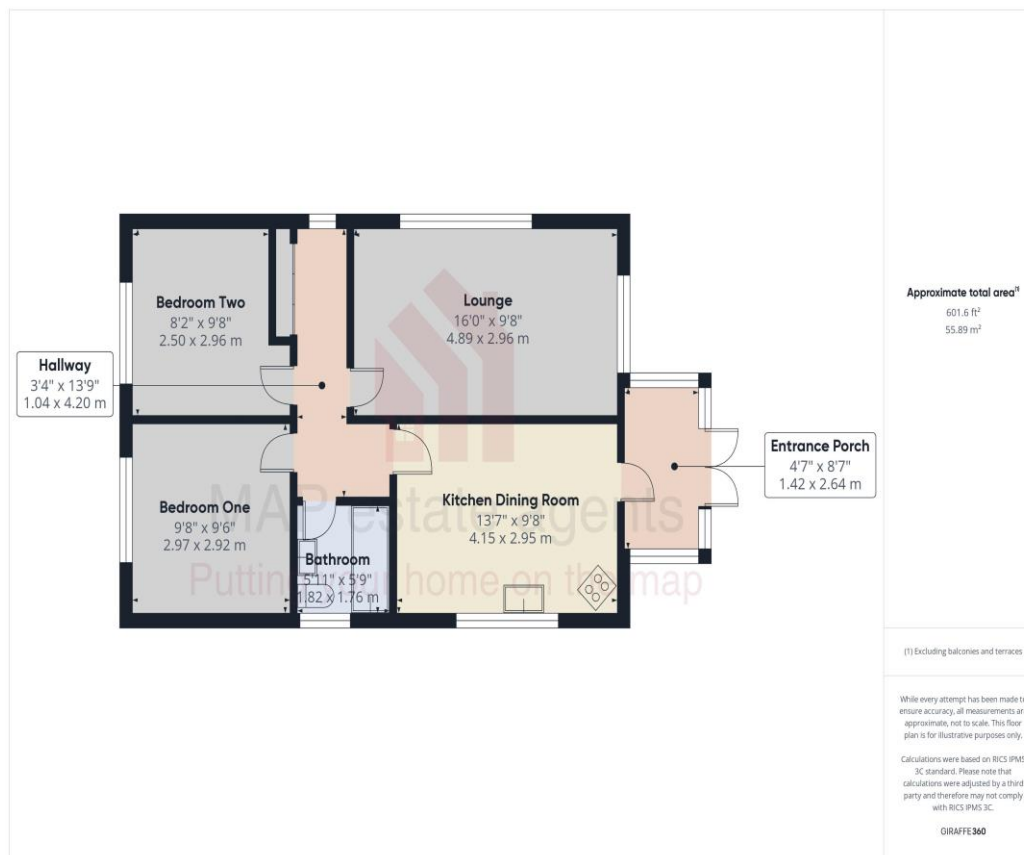 Bedroom Two
8'2" x 9'8"
2.50 x 2.96 m
Lounge
16'0" x 9'8"
4.89 x 2.96 m
Hallway
3'4" x 13'9"
1.04 x 4.20 m
Entrance Porch
4'7" x 8'7"
1.42 x 2.64 m
Bedroom One
9'8" x 9'6"
2.97 x 2.92 m
Kitchen Dining Room
13'7" x 9'8"
4.15 x 2.95 m
Bathroom
5'11" x 5'9"
1.82 x 1.76 m
MAP estate agents
Putting your home on the map
Approximate total area(1)
601.6 ft²
55.89 m²
(1) Excluding balconies and terraces
While every attempt has been made to
ensure accuracy, all measurements are
approximate, not to scale. This floor
plan is for illustrative purposes only.
Calculations were based on RICS IPMS
3C standard. Please note that
calculations were adjusted by a third
party and therefore may not comply
with RICS IPMS 3C.
GIRAFFE360